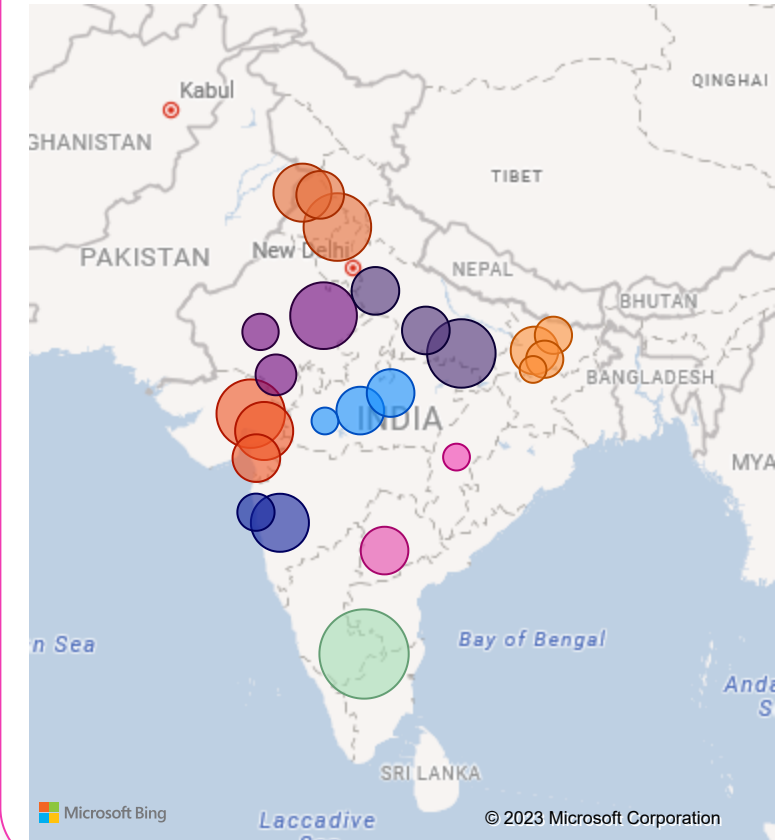 Kabul
QINGHAI
GHANISTAN
TIBET
New Delhi
PAKISTAN
NEPAL
BHUTAN
BANGLADESH
INDIA
MYA
n Sea
Bay of Bengal
Anda
S
SRI LANKA
Microsoft Bing
Laccadive
© 2023 Microsoft Corporation